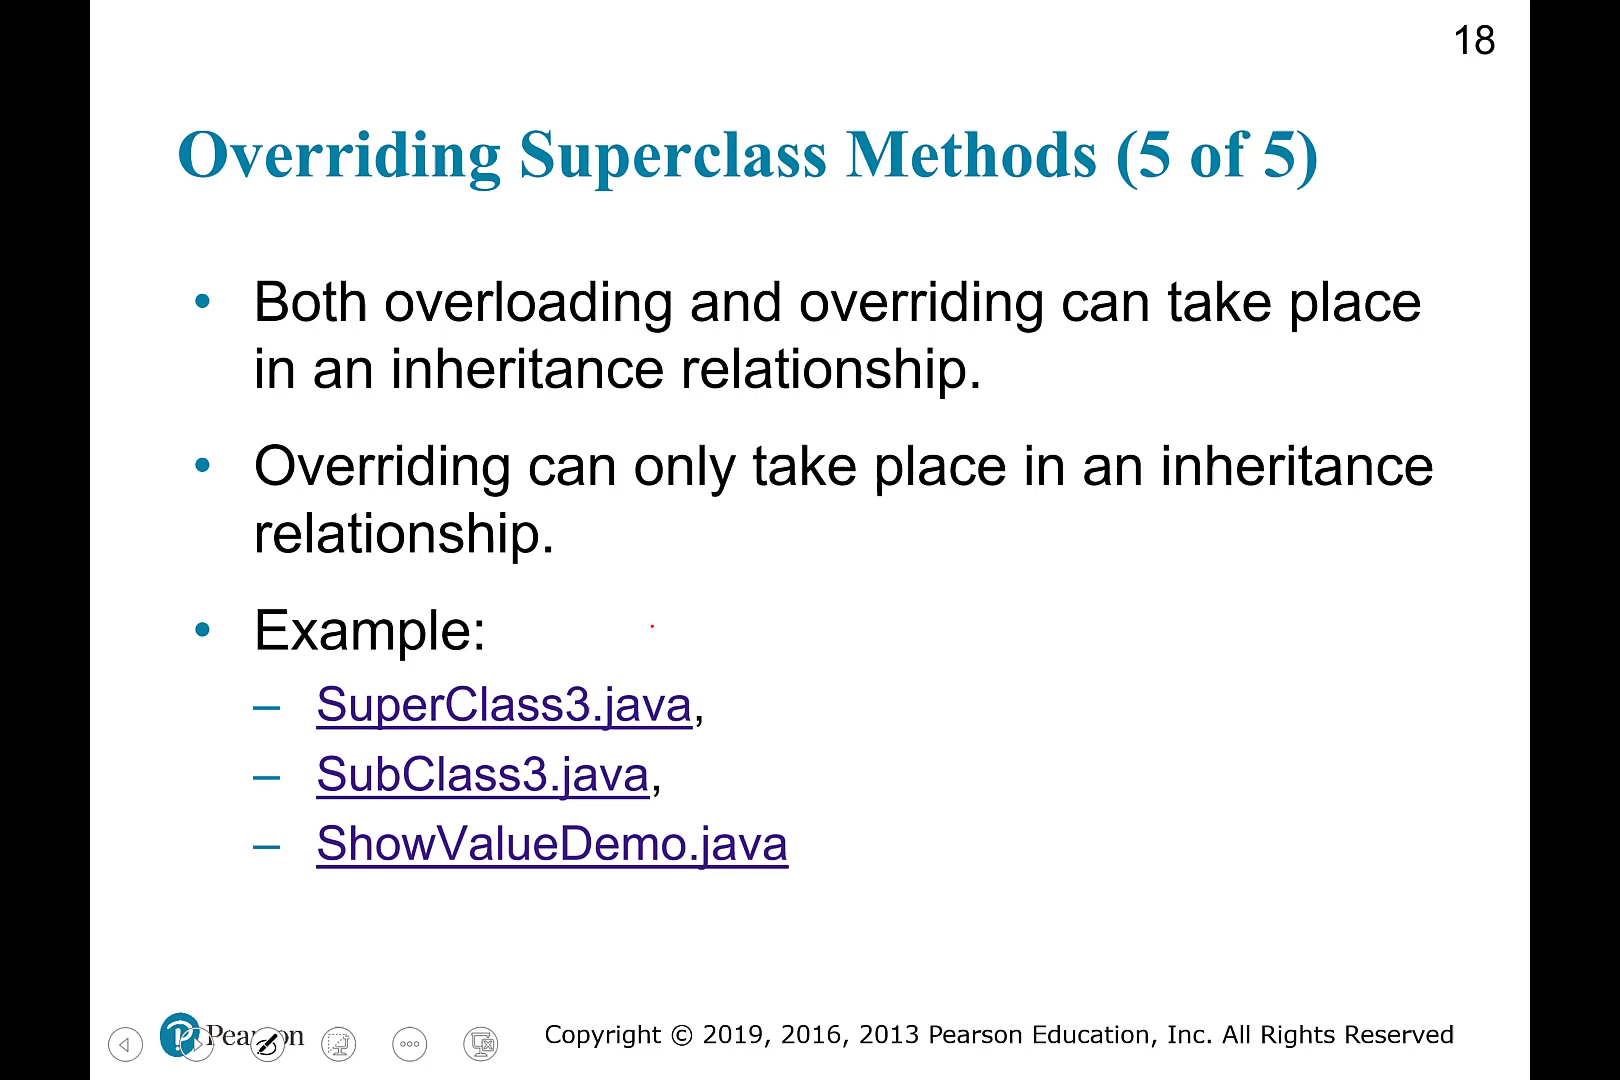 18
Overriding Superclass Methods (5 of 5)
• Both overloading and overriding can take place
in an inheritance relationship.
• Overriding can only take place in an inheritance
relationship.
• Example:
– SuperClass3.java,
– SubClass3.java,
– ShowValueDemo.java
Pearson
Copyright © 2019, 2016, 2013 Pearson Education, Inc. All Rights Reserved